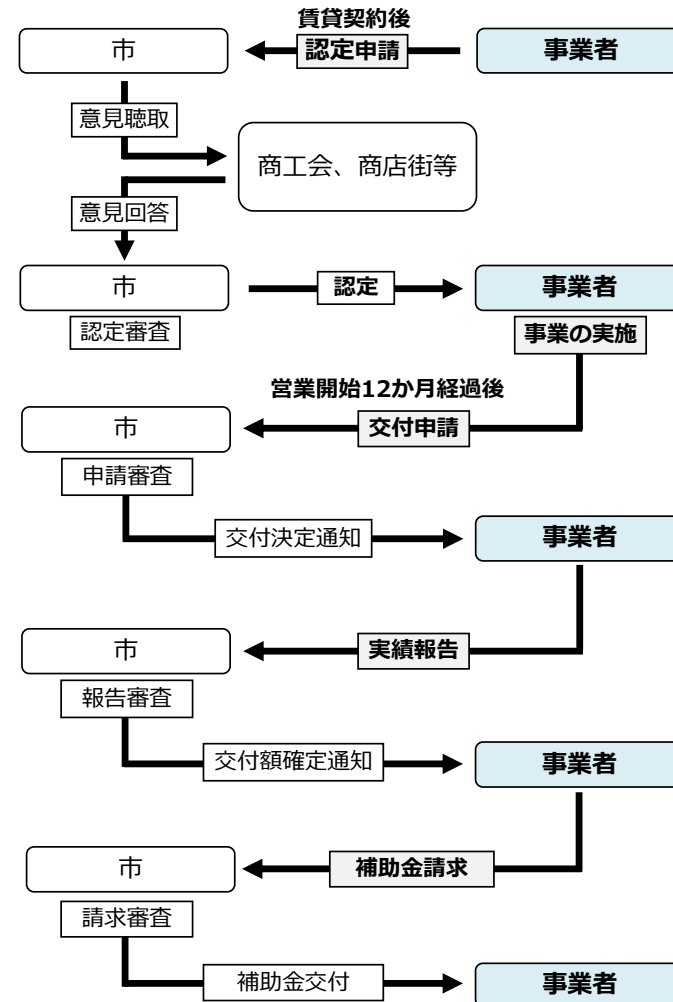 賃貸契約後
市
認定申請
事業者
意見聴取
商工会、商店街等
意見回答
市
認定
事業者
認定審査
事業の実施
営業開始12か月経過後
市
交付申請
申請審査
交付決定通知
事業者
市
実績報告
報告審査
交付額確定通知
事業者
市
補助金請求
請求審査
補助金交付
事業者